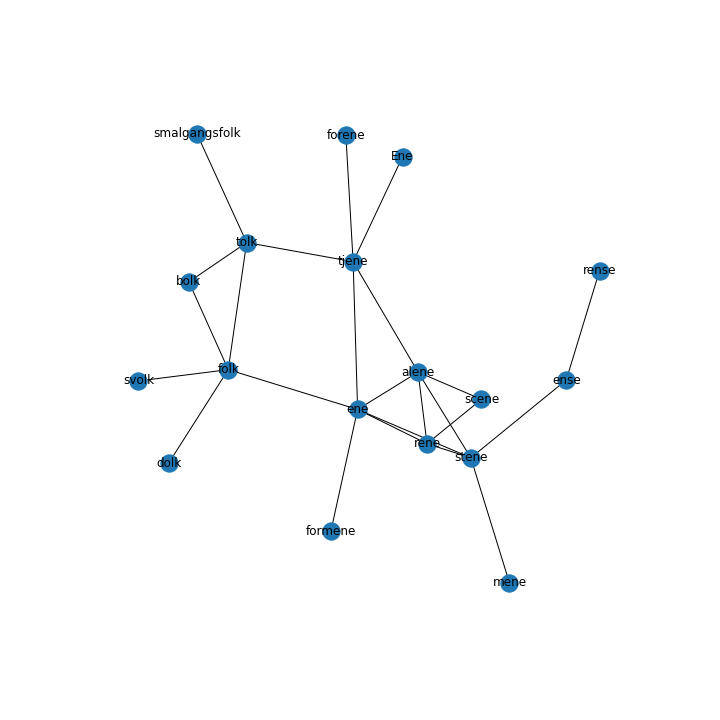 smalgangsfolk
forene
Ene
tolk
tjene
rense
bolk
folk
alene
svolk
ense
scene
ene
rene
stene
dolk
formene
mene